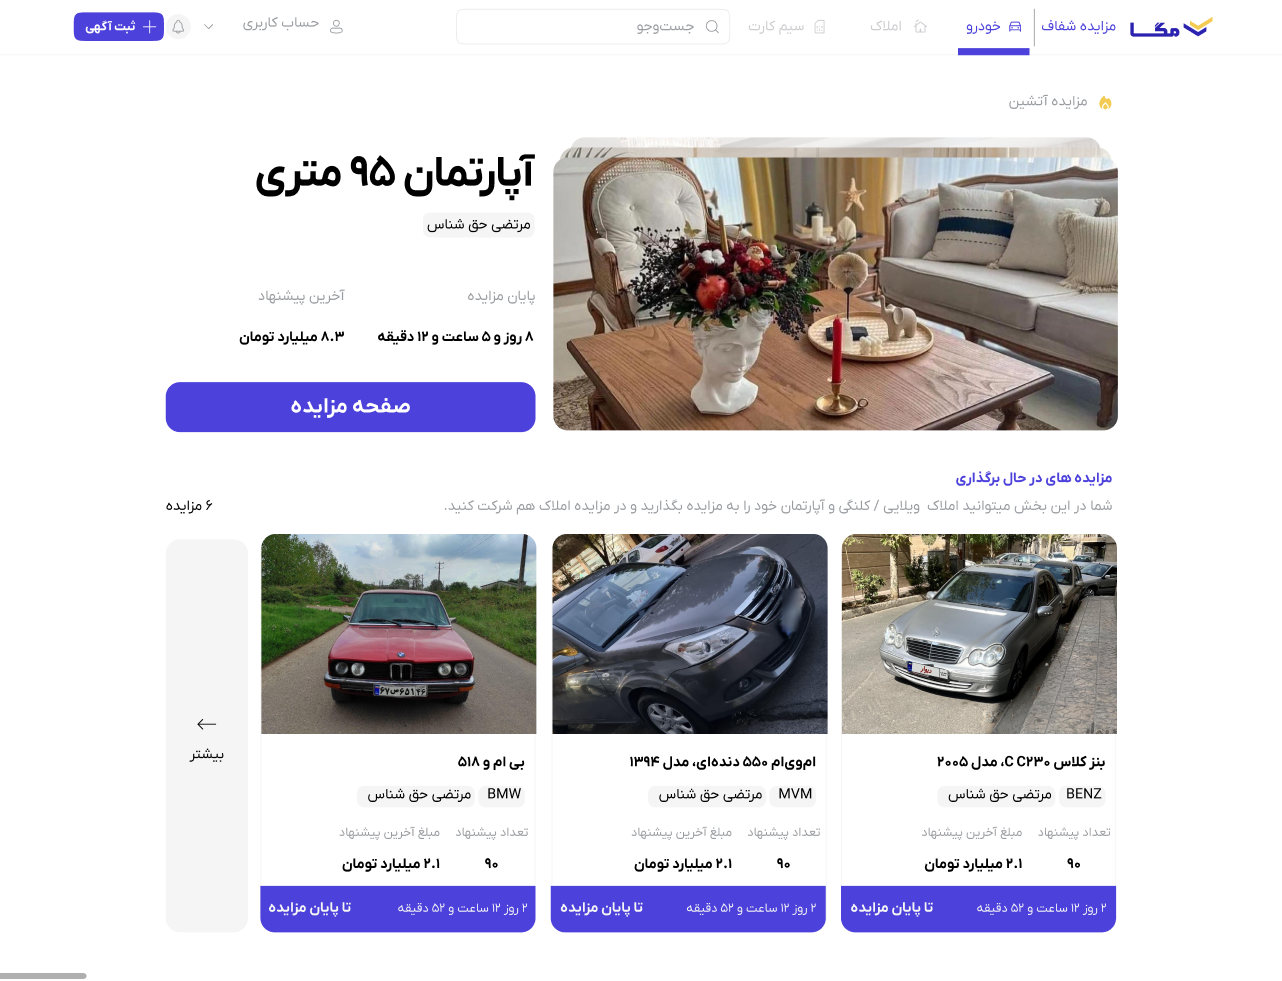 مگا
مزایده شفاف
خودرو
املاک
سیم کارت
جست‌وجو
حساب کاربری
ثبت آگهی
مزایده آتشین
آپارتمان ۹۵ متری
مرتضی حق شناس
پایان مزایده
آخرین پیشنهاد
۸ روز و ۵ ساعت و ۱۲ دقیقه
۸.۳ میلیارد تومان
صفحه مزایده
مزایده های در حال برگذاری
شما در این بخش میتوانید املاک ویلایی / کلنگی و آپارتمان خود را به مزایده بگذارید و در مزایده املاک هم شرکت کنید.
۶ مزایده
دیوار
بنز کلاس C C۲۳۰، مدل ۲۰۰۵
BENZ
مرتضی حق شناس
تعداد پیشنهاد
مبلغ آخرین پیشنهاد
۹۰
۲.۱ میلیارد تومان
۲ روز ۱۲ ساعت و ۵۲ دقیقه
تا پایان مزایده
ام‌وی‌ام ۵۵۰ دنده‌ای، مدل ۱۳۹۴
MVM
مرتضی حق شناس
تعداد پیشنهاد
مبلغ آخرین پیشنهاد
۹۰
۲.۱ میلیارد تومان
۲ روز ۱۲ ساعت و ۵۲ دقیقه
تا پایان مزایده
بی ام و ۵۱۸
BMW
مرتضی حق شناس
تعداد پیشنهاد
مبلغ آخرین پیشنهاد
۹۰
۲.۱ میلیارد تومان
۲ روز ۱۲ ساعت و ۵۲ دقیقه
تا پایان مزایده
بیشتر